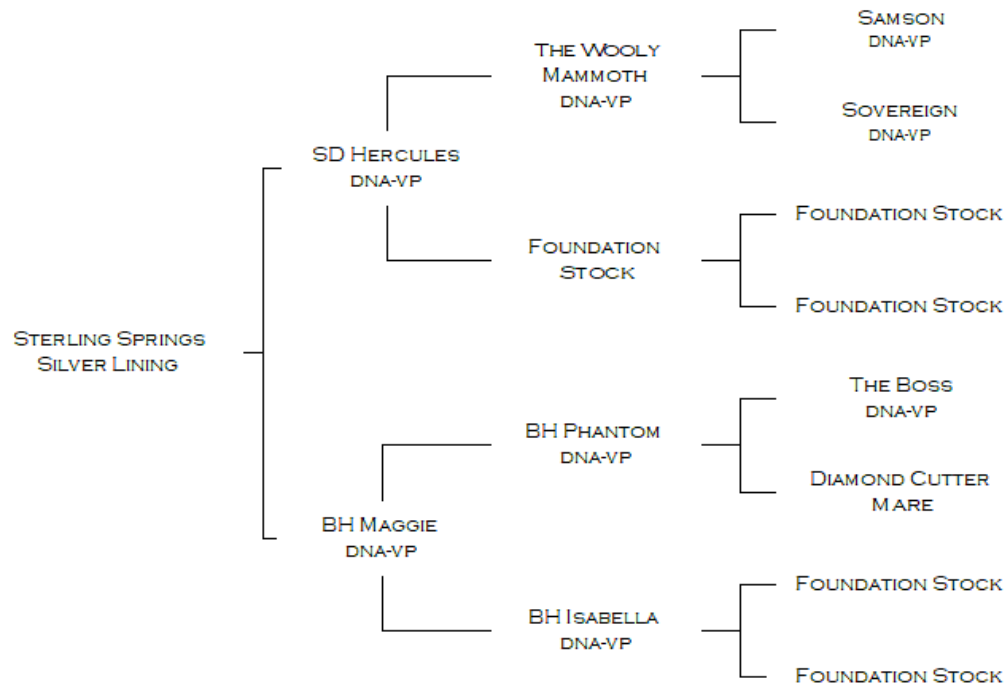 Samson
DNA-VP
The Wooly
Mammoth
DNA-VP
Sovereign
DNA-VP
SD Hercules
DNA-VP
Foundation Stock
Foundation
Stock
Foundation Stock
Sterling Springs
Silver Lining
The Boss
DNA-VP
BH Phantom
DNA-VP
Diamond Cutter
Mare
BH Maggie
DNA-VP
Foundation Stock
BH Isabella
DNA-VP
Foundation Stock